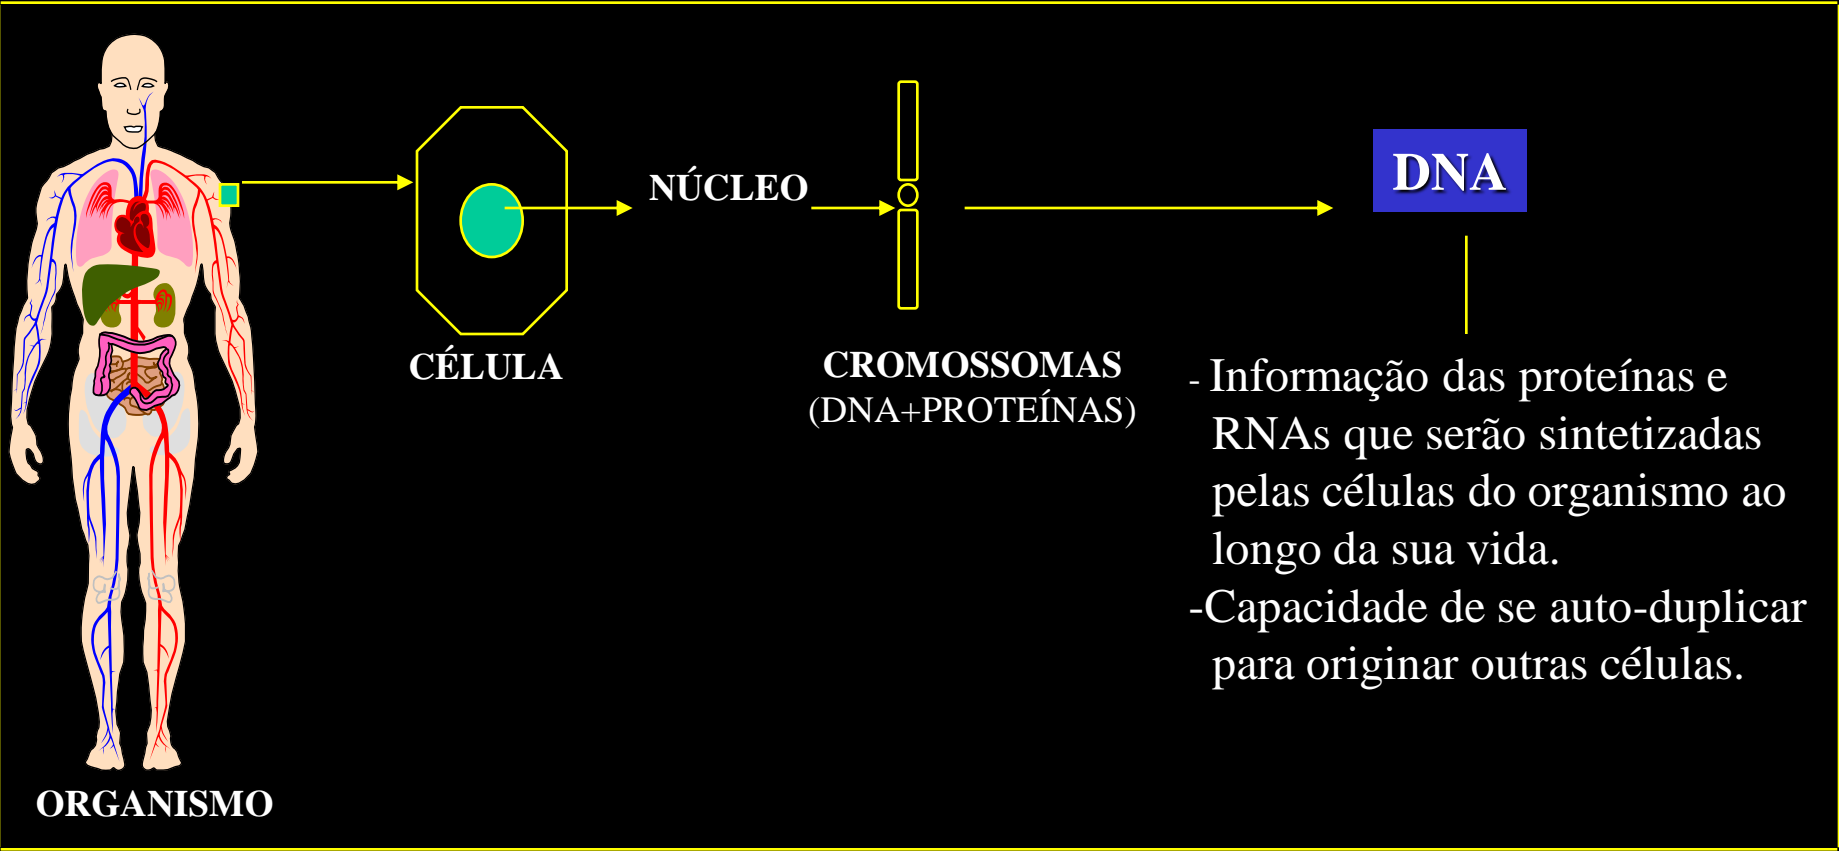 NÚCLEO
DNA
CÉLULA
CROMOSSOMAS
(DNA+PROTEÍNAS)
- Informação das proteínas e
RNAs que serão sintetizadas
pelas células do organismo ao
longo da sua vida.
-Capacidade de se auto-duplicar
para originar outras células.
ORGANISMO